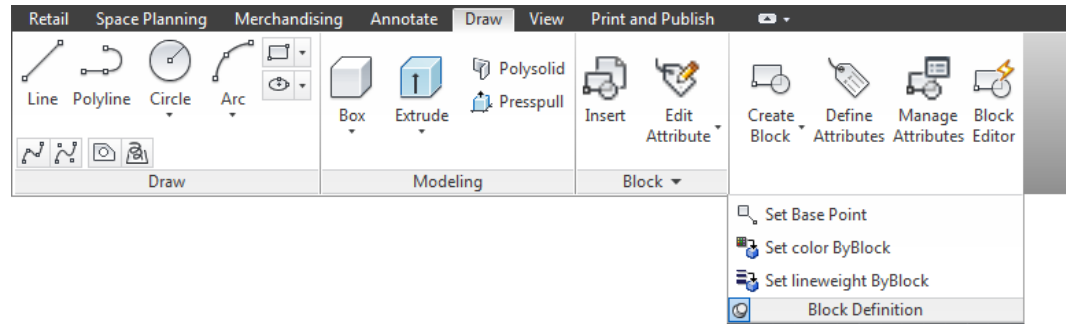 Retail Space Planning Merchandising Annotate Draw View Print and Publish
Line Polyline Circle Arc
Box Extrude
Polysolid
Presspull
Insert Edit Attribute
Create Block Define Attributes Manage Attributes Block Editor
Draw Modeling Block
Set Base Point
Set color ByBlock
Set lineweight ByBlock
Block Definition